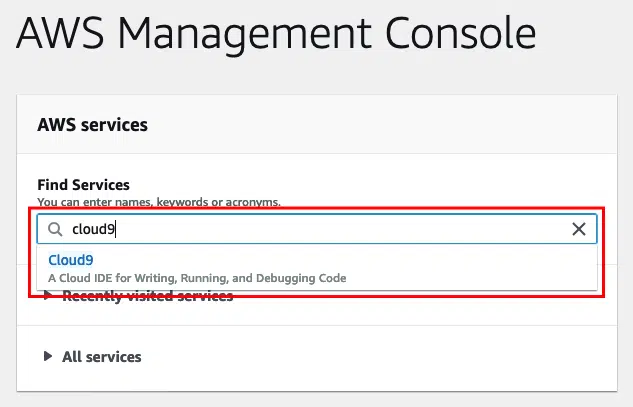 AWS Management Console
AWS services
Find Services
You can enter names, keywords or acronyms.
cloud9
Cloud9
A Cloud IDE for Writing, Running, and Debugging Code
Recently visited services
All services